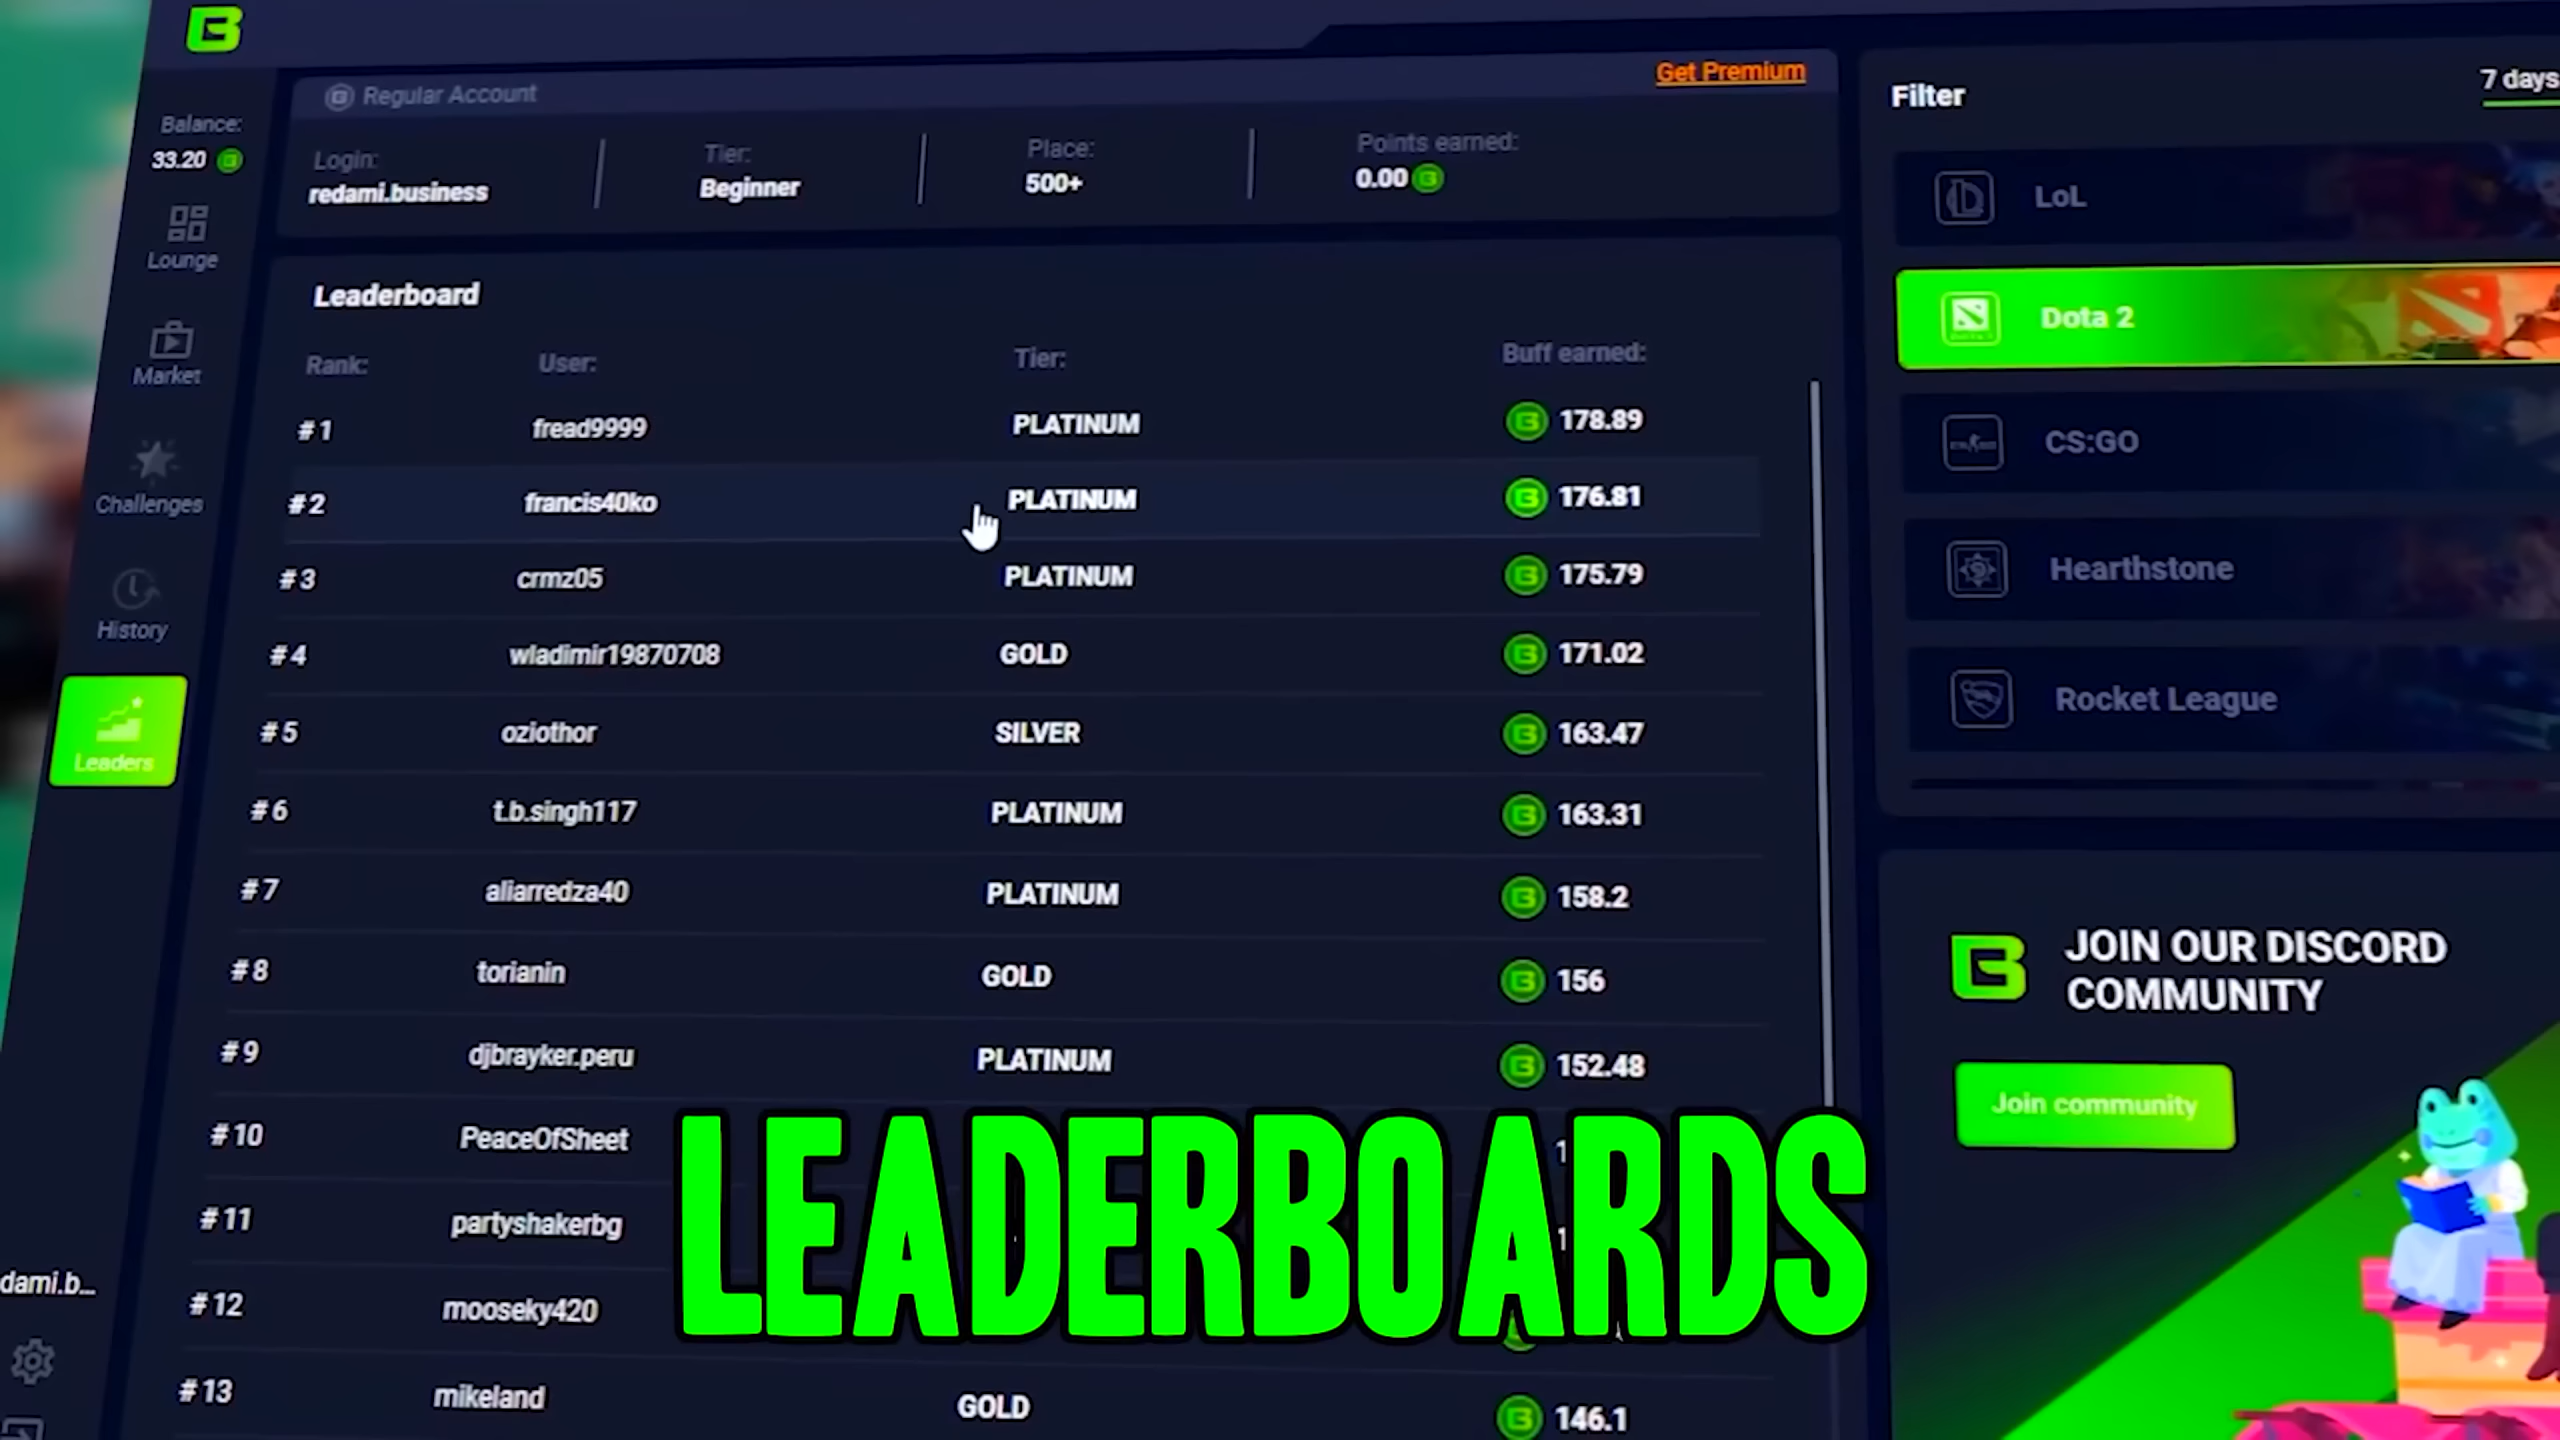 Balance:
33.20
Lounge
Market
Challenges
History
Leaders
dami.b...
Regular Account
Get Premium
Login:
redami.business
Tier:
Beginner
Place:
500+
Points earned:
0.00
Leaderboard
Rank: User: Tier: Buff earned:
#1 fread9999 PLATINUM 178.89
#2 francis40ko PLATINUM 176.81
#3 crmz05 PLATINUM 175.79
#4 wladimir19870708 GOLD 171.02
#5 oziothor SILVER 163.47
#6 t.b.singh117 PLATINUM 163.31
#7 aliarredza40 PLATINUM 158.2
#8 torianin GOLD 156
#9 djbrayker.peru PLATINUM 152.48
#10 PeaceOfSheet
#11 partyshakerbg
#12 mooseky420
#13 mikeland GOLD 146.1
LEADERBOARDS
Filter
7 days
LoL
Dota 2
CS:GO
Hearthstone
Rocket League
JOIN OUR DISCORD
COMMUNITY
Join community